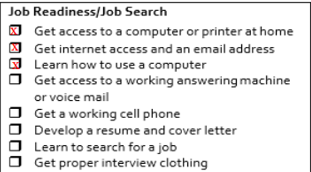 Job Readiness/Job Search
☒ Get access to a computer or printer at home
☒ Get internet access and an email address
☒ Learn how to use a computer
☐ Get access to a working answering machine
or voice mail
☐ Get a working cell phone
☐ Develop a resume and cover letter
☐ Learn to search for a job
☐ Get proper interview clothing